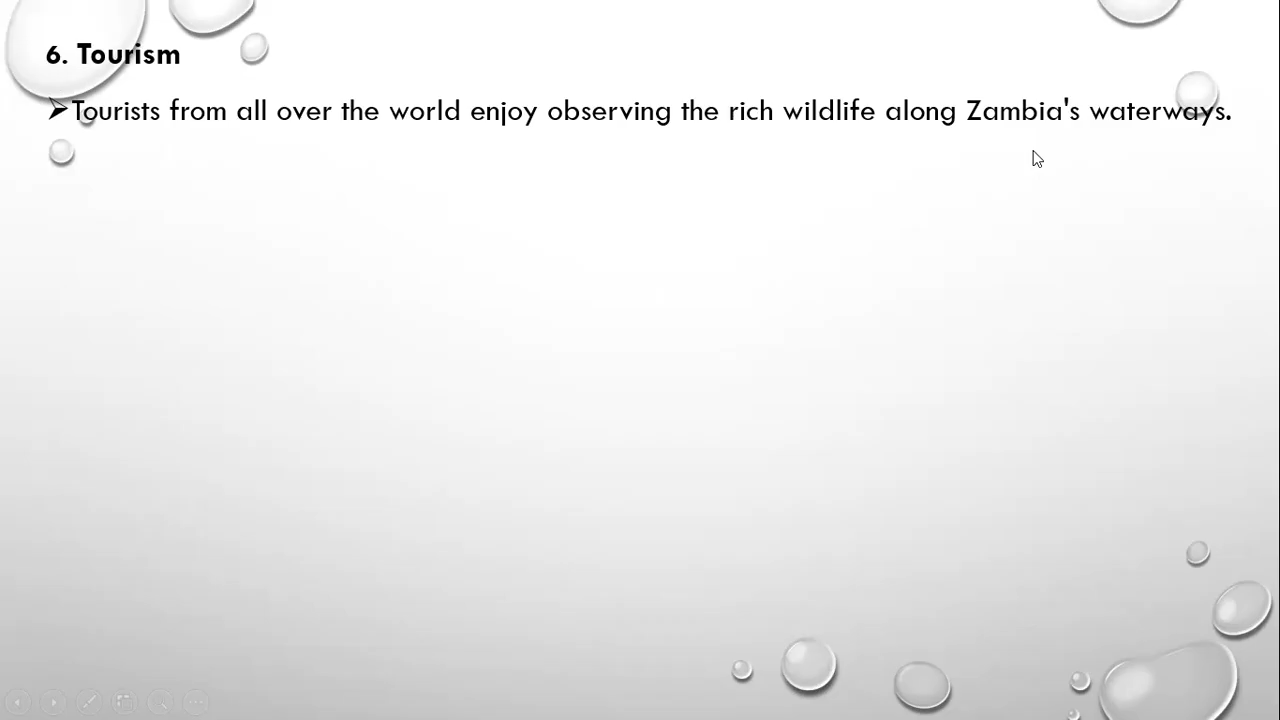 6. Tourism
➢Tourists from all over the world enjoy observing the rich wildlife along Zambia's waterways.